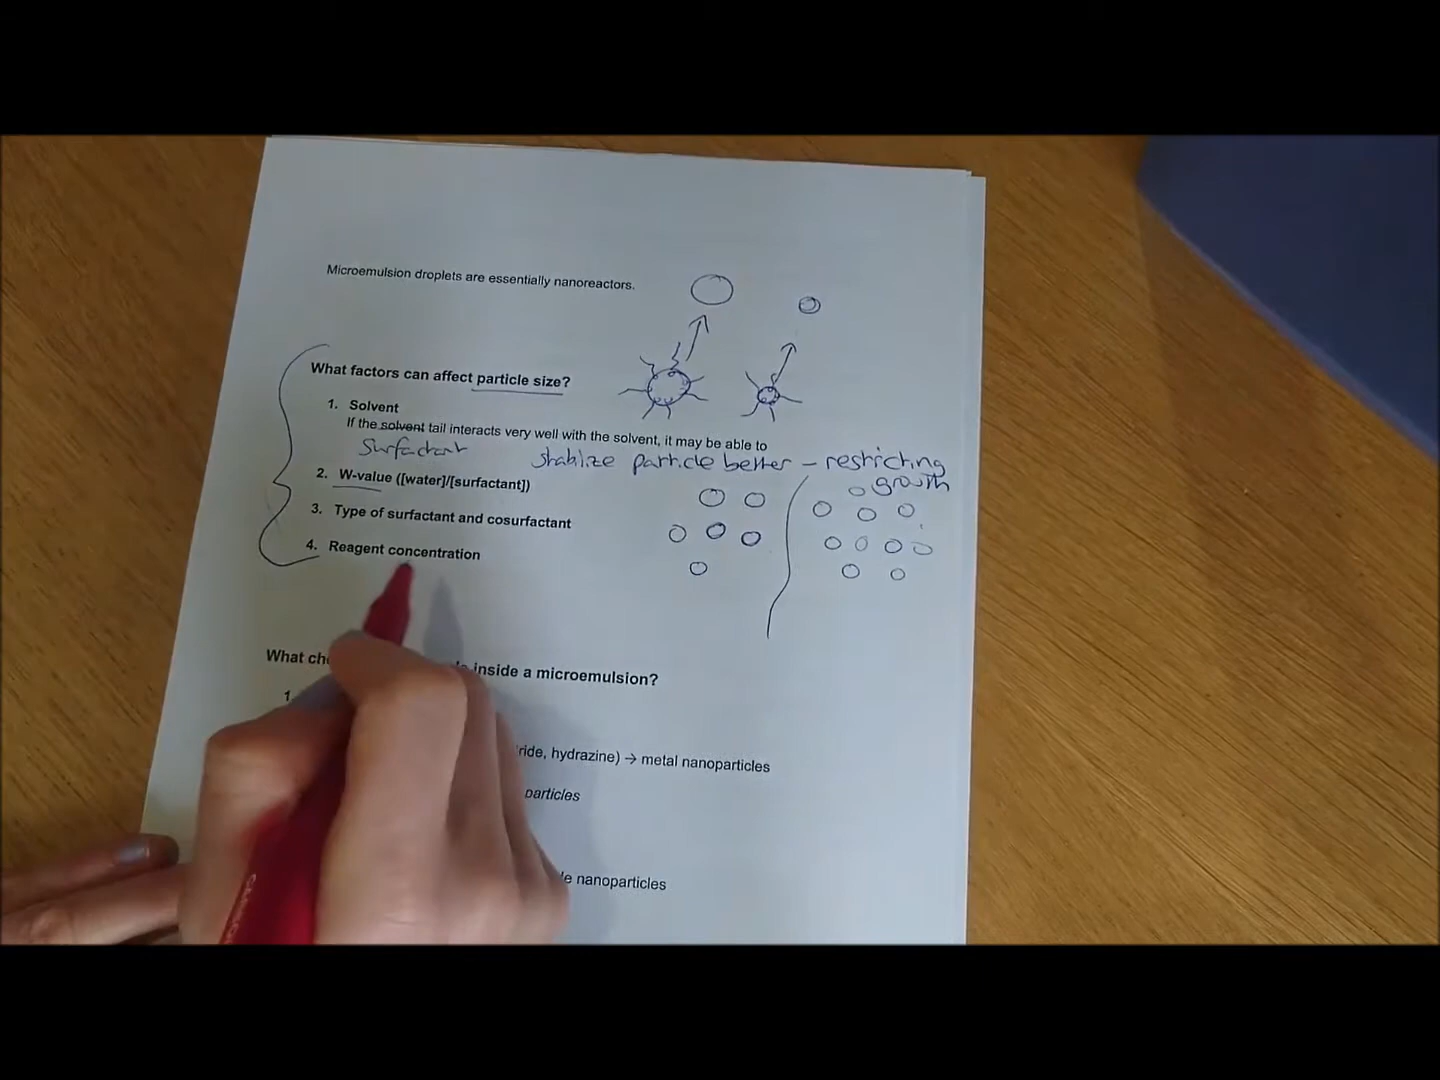 Microemulsion droplets are essentially nanoreactors.
What factors can affect particle size?
1. Solvent
If the solvent tail interacts very well with the solvent, it may be able to
surfactant stabilize particle better – restricting
growth
2. W-value ([water]/[surfactant])
3. Type of surfactant and cosurfactant
4. Reagent concentration
What inside a microemulsion?
1.
hydrazine) → metal nanoparticles
particles
nanoparticles